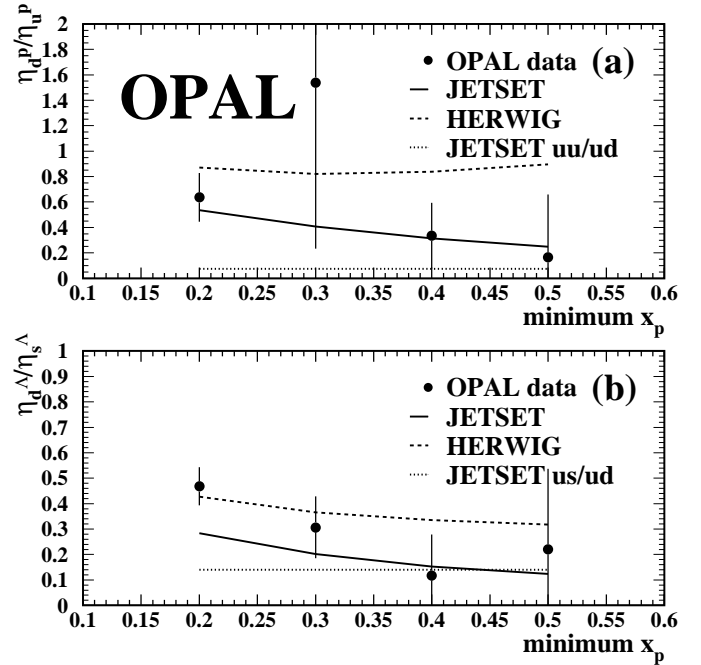 η_d^p/η_u^p
2
1.8
1.6
1.4
1.2
1
0.8
0.6
0.4
0.2
0
OPAL
OPAL data (a)
JETSET
HERWIG
JETSET uu/ud
0.1 0.15 0.2 0.25 0.3 0.35 0.4 0.45 0.5 0.55 0.6
minimum x_p
η_d^Λ/η_s^Λ
1
0.9
0.8
0.7
0.6
0.5
0.4
0.3
0.2
0.1
0
OPAL data (b)
JETSET
HERWIG
JETSET us/ud
0.1 0.15 0.2 0.25 0.3 0.35 0.4 0.45 0.5 0.55 0.6
minimum x_p